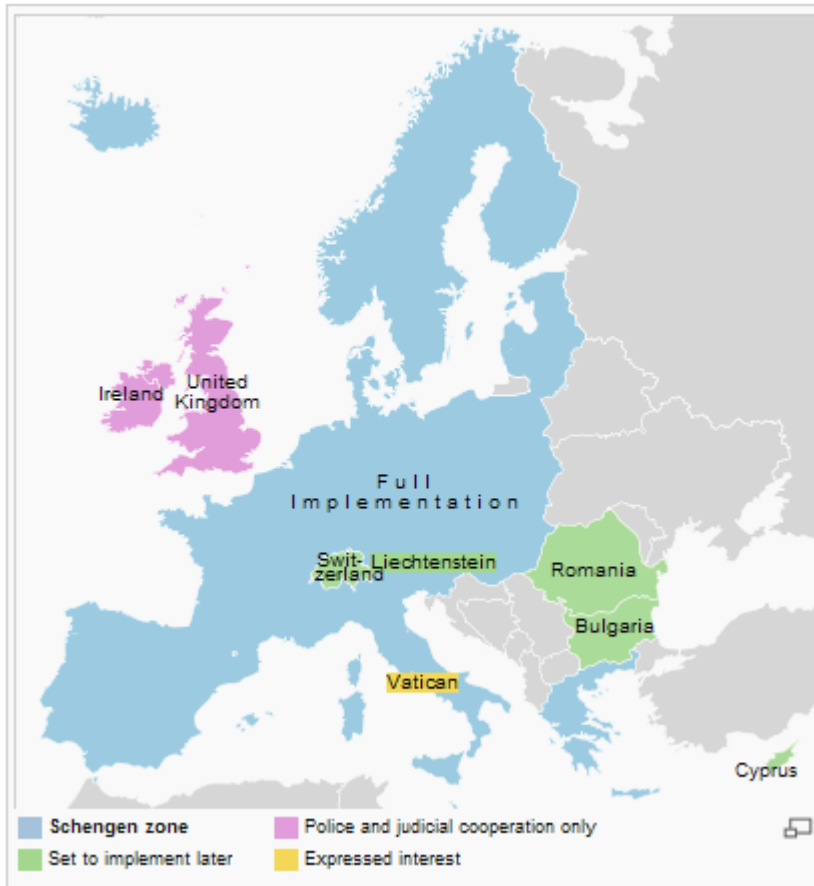 Ireland
United
Kingdom
Full
Implementation
Swit-
zerland
Liechtenstein
Romania
Bulgaria
Vatican
Cyprus
Schengen zone
Police and judicial cooperation only
Set to implement later
Expressed interest